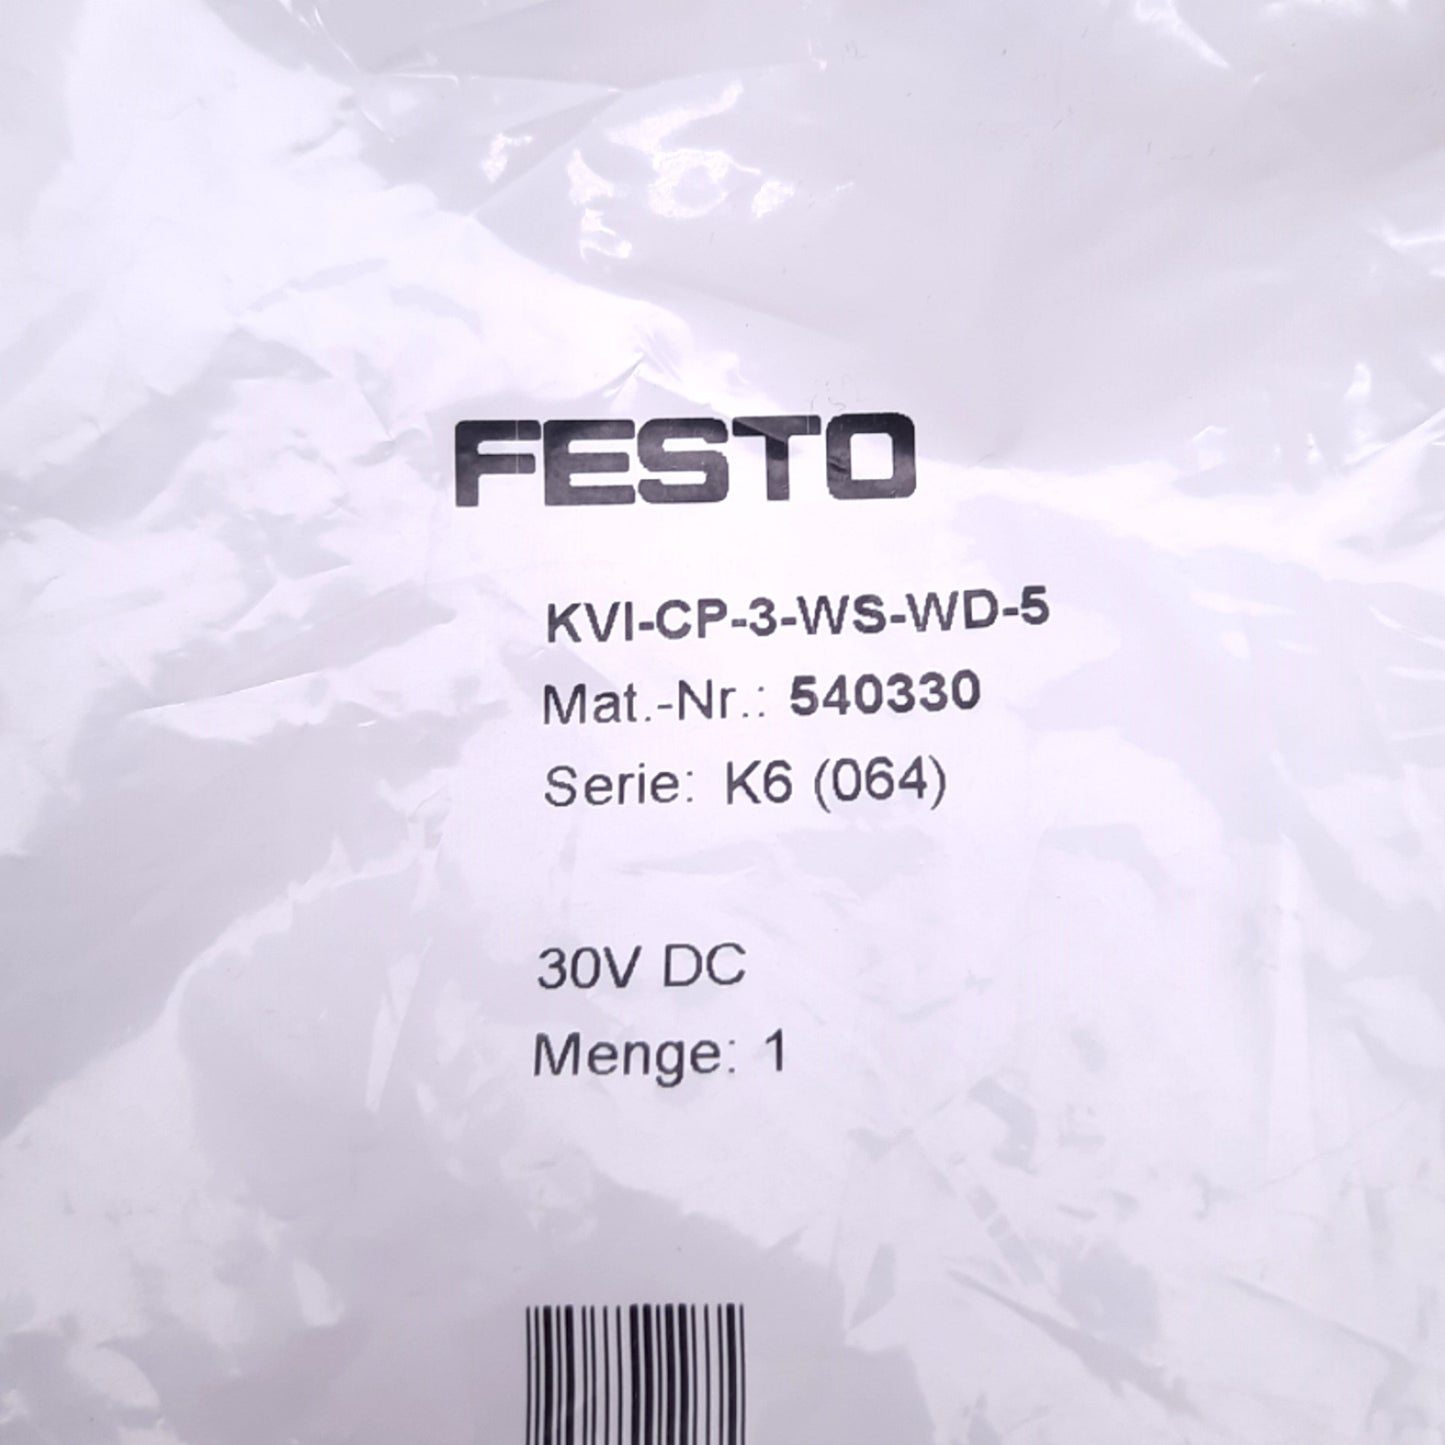 FESTO
KVI-CP-3-WS-WD-5
Mat.-Nr.: 540330
Serie: K6 (064)
30V DC
Menge: 1